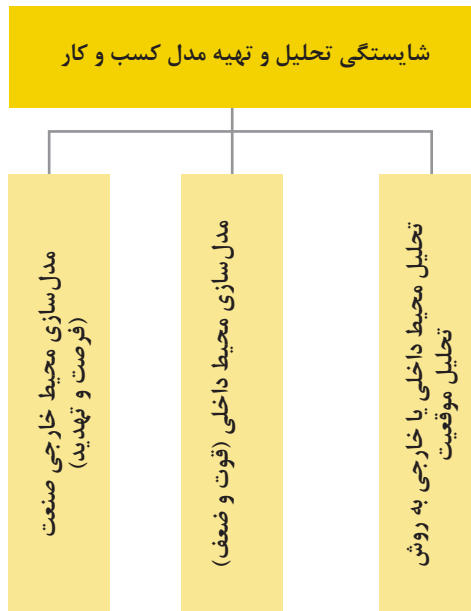 شایستگی تحلیل و تهیه مدل کسب و کار
تحلیل محیط داخلی یا خارجی به روش
تحلیل موقعیت
مدل‌سازی محیط داخلی (قوت و ضعف)
مدل‌سازی محیط خارجی صنعت
(فرصت و تهدید)